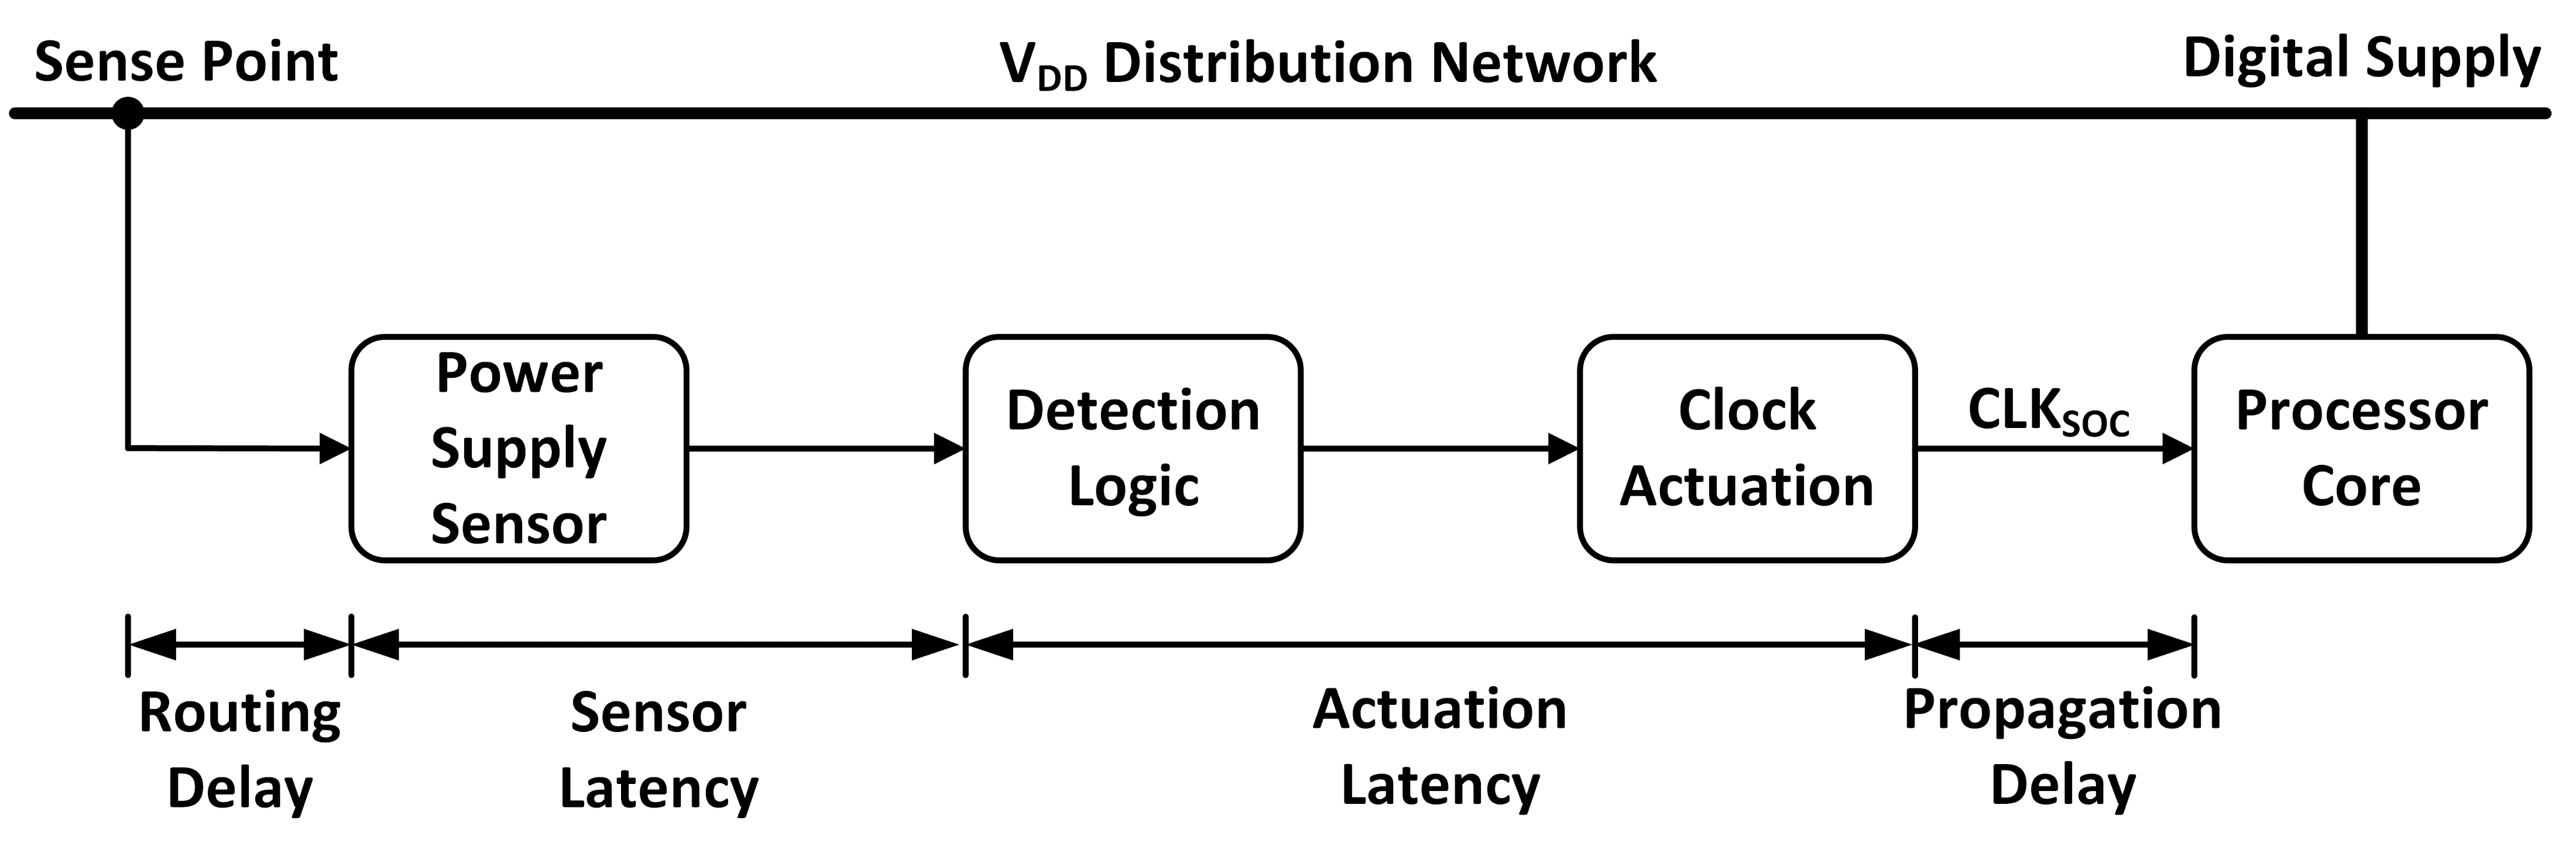 Sense Point
VDD Distribution Network
Digital Supply
Power
Supply
Sensor
Detection
Logic
Clock
Actuation
CLKSOC
Processor
Core
Routing
Delay
Sensor
Latency
Actuation
Latency
Propagation
Delay